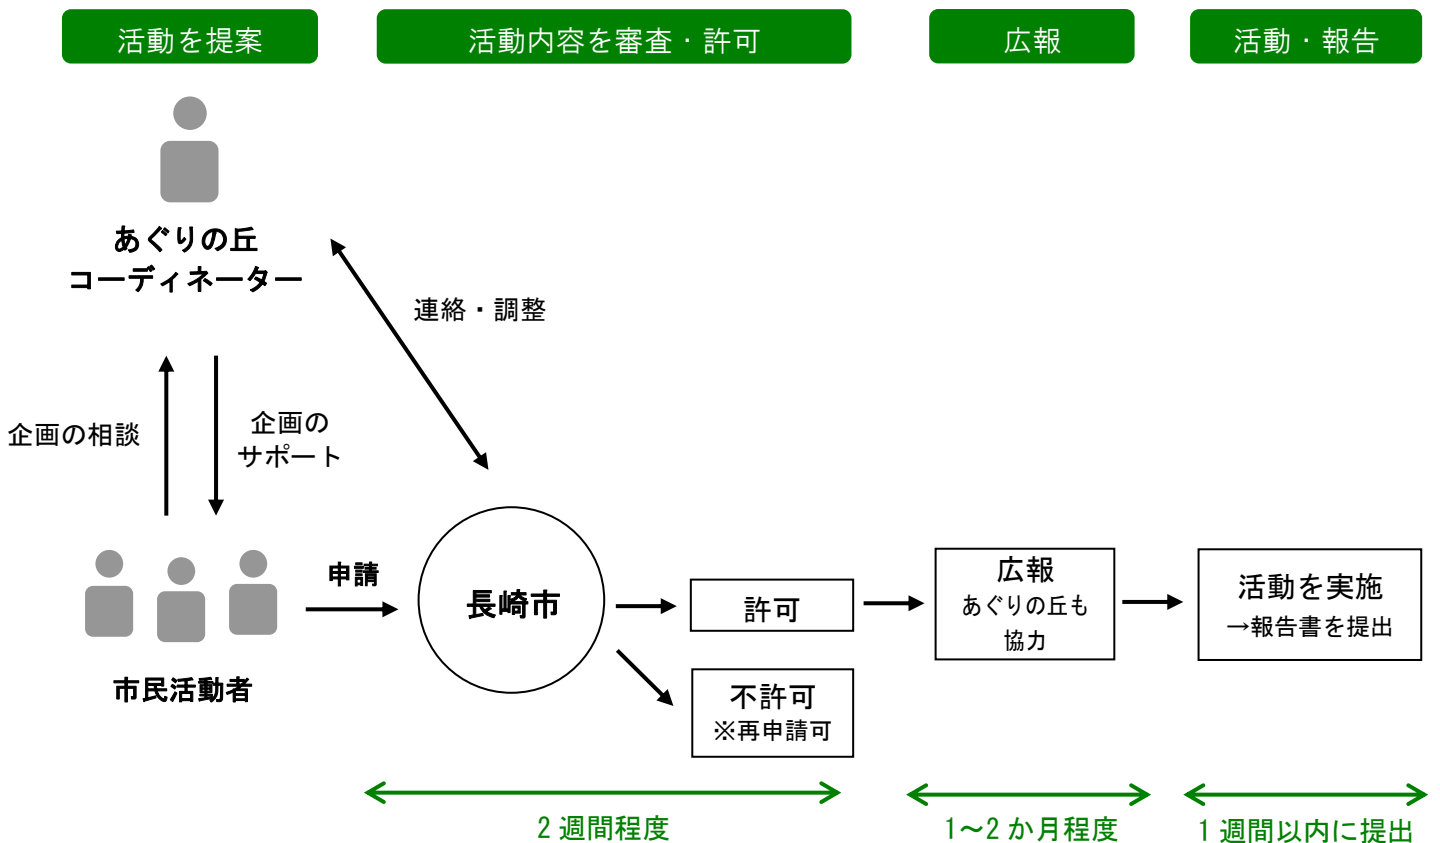 活動を提案
活動内容を審査・許可
広報
活動・報告
あぐりの丘
コーディネーター
連絡・調整
企画の相談
企画の
サポート
申請
市民活動者
長崎市
許可
不許可
※再申請可
広報
あぐりの丘も
協力
活動を実施
→報告書を提出
2週間程度
1～2か月程度
1週間以内に提出